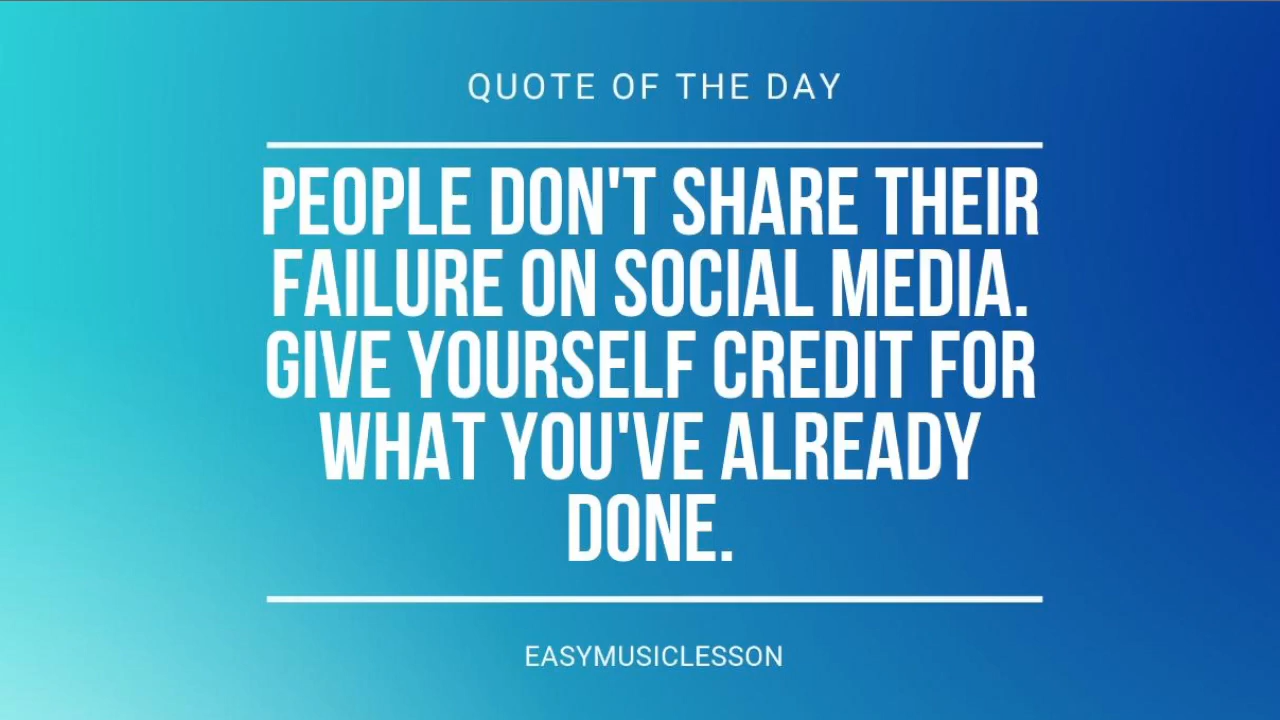 QUOTE OF THE DAY
PEOPLE DON'T SHARE THEIR
FAILURE ON SOCIAL MEDIA.
GIVE YOURSELF CREDIT FOR
WHAT YOU'VE ALREADY
DONE.
EASYMUSICLESSON